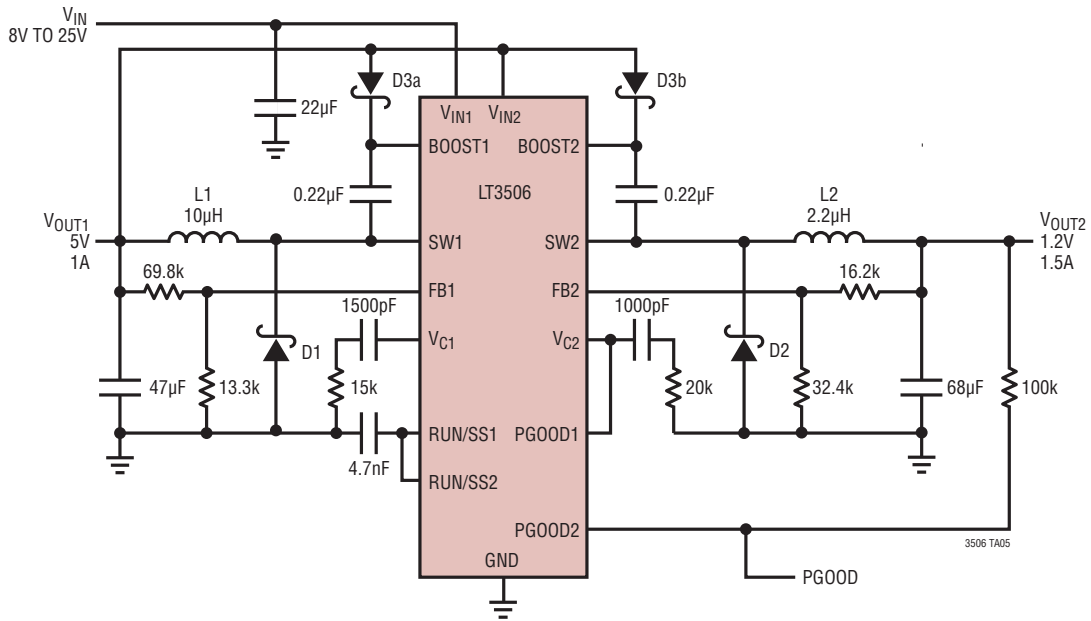 VIN
8V TO 25V
22µF
D3a
D3b
VIN1 VIN2
BOOST1
BOOST2
LT3506
0.22µF
0.22µF
L1
10µH
L2
2.2µH
VOUT1
5V
1A
SW1
SW2
VOUT2
1.2V
1.5A
69.8k
FB1
FB2
16.2k
1500pF
1000pF
VC1
VC2
D1
D2
47µF
13.3k
15k
20k
32.4k
68µF
100k
4.7nF
RUN/SS1
PGOOD1
RUN/SS2
PGOOD2
3506 TA05
GND
PGOOD